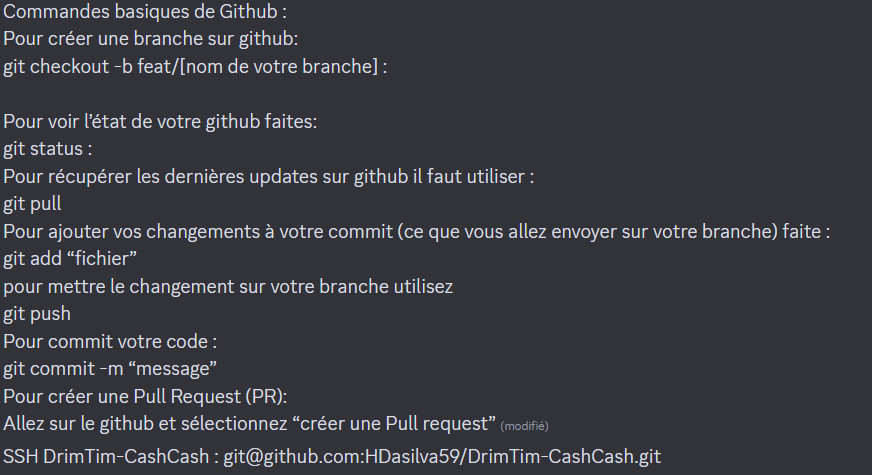 Commandes basiques de Github :
Pour créer une branche sur github:
git checkout -b feat/[nom de votre branche] :
Pour voir l’état de votre github faites:
git status :
Pour récupérer les dernières updates sur github il faut utiliser :
git pull
Pour ajouter vos changements à votre commit (ce que vous allez envoyer sur votre branche) faite :
git add “fichier”
pour mettre le changement sur votre branche utilisez
git push
Pour commit votre code :
git commit -m “message”
Pour créer une Pull Request (PR):
Allez sur le github et sélectionnez “créer une Pull request” (modifié)
SSH DrimTim-CashCash : git@github.com:HDasilva59/DrimTim-CashCash.git